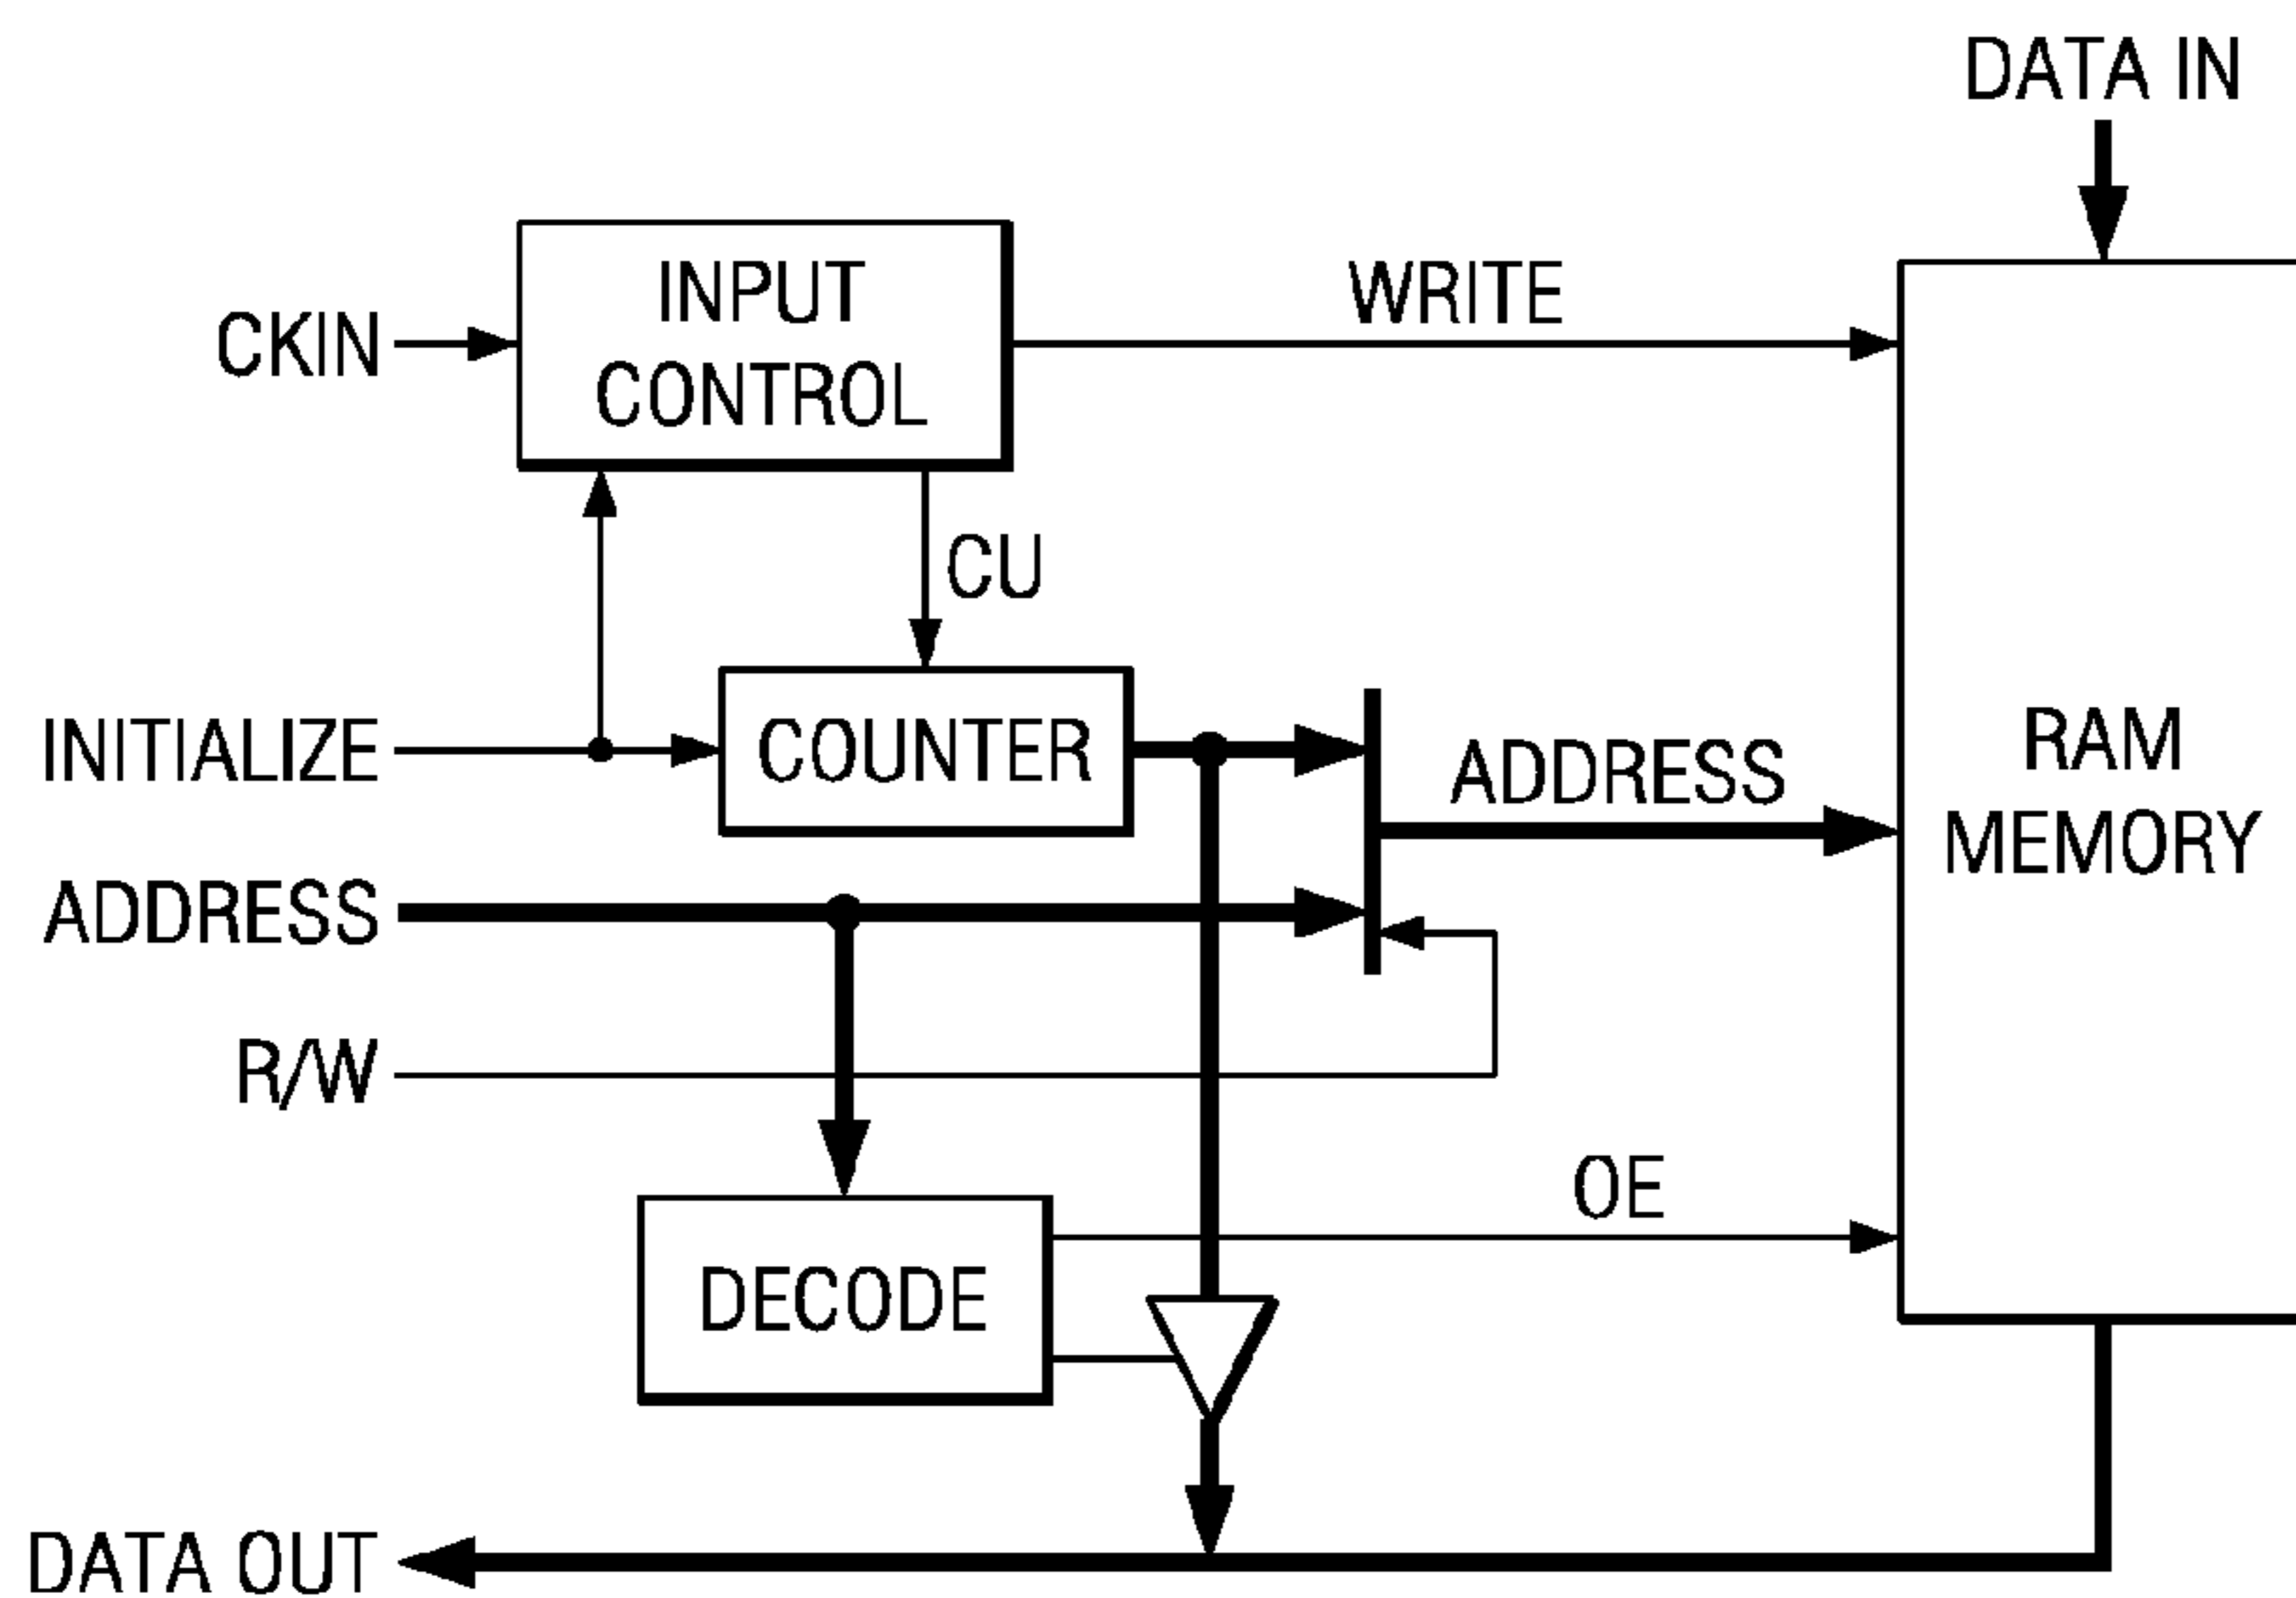 DATA IN
INPUT
CONTROL
WRITE
CKIN
CU
INITIALIZE
COUNTER
ADDRESS
RAM
MEMORY
ADDRESS
R/W
OE
DECODE
DATA OUT